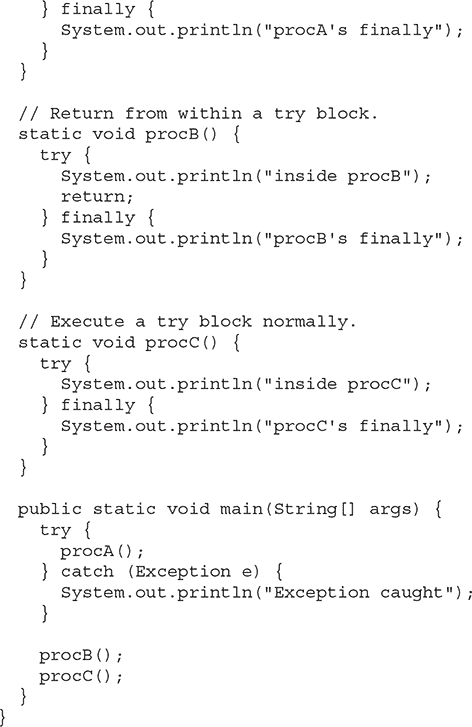 } finally {
      System.out.println("procA's finally");
    }
  }

  // Return from within a try block.
  static void procB() {
    try {
      System.out.println("inside procB");
      return;
    } finally {
      System.out.println("procB's finally");
    }
  }

  // Execute a try block normally.
  static void procC() {
    try {
      System.out.println("inside procC");
    } finally {
      System.out.println("procC's finally");
    }
  }

  public static void main(String[] args) {
    try {
      procA();
    } catch (Exception e) {
      System.out.println("Exception caught");
    }

    procB();
    procC();
  }
}